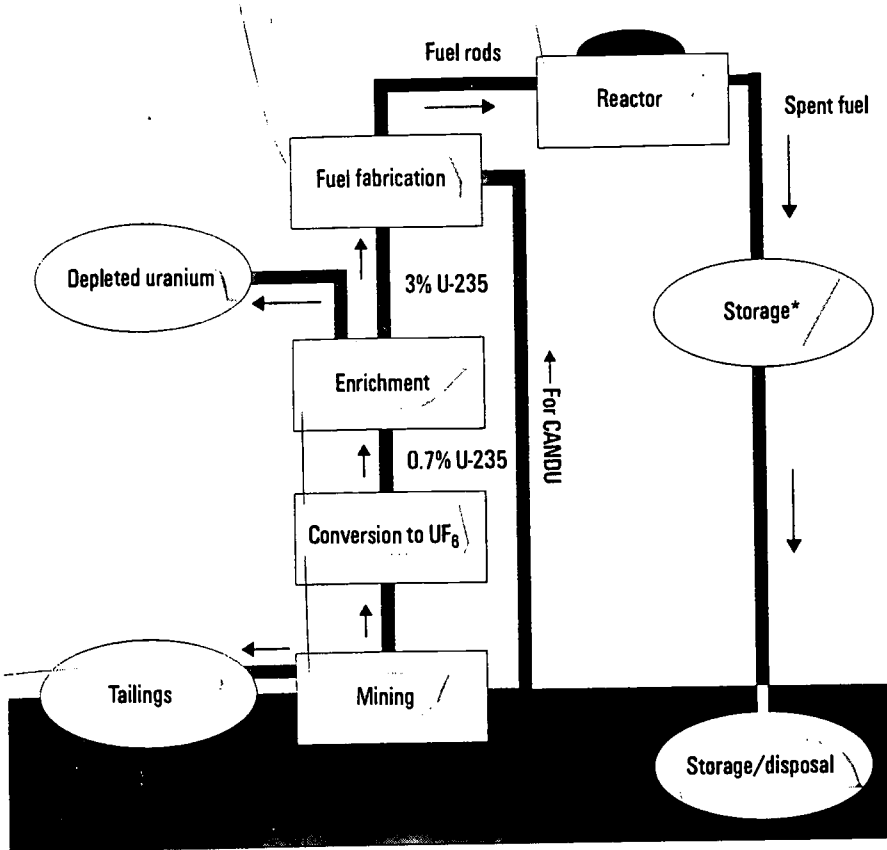 Fuel rods
Reactor
Spent fuel
Fuel fabrication
Depleted uranium
3% U-235
Storage*
Enrichment
For CANDU
0.7% U-235
Conversion to UF₆
Tailings
Mining
Storage/disposal